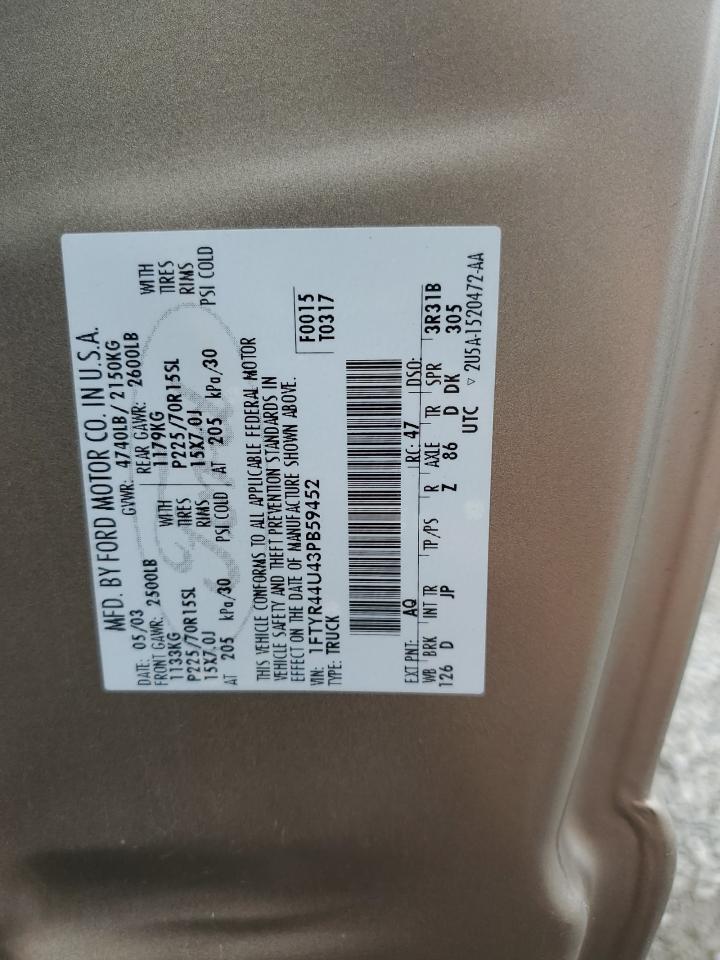 MFD. BY FORD MOTOR CO. IN U.S.A.
DATE: 05/03 GVWR: 4740LB/2150KG
FRONT GAWR: 2500LB REAR GAWR: 2600LB
1133KG WITH 1179KG WITH
P225/70R15SL TIRES P225/70R15SL TIRES
15X7.0J RIMS 15X7.0J RIMS
AT 205 kPa/30 PSI COLD AT 205 kPa/30 PSI COLD
THIS VEHICLE CONFORMS TO ALL APPLICABLE FEDERAL MOTOR
VEHICLE SAFETY AND THEFT PREVENTION STANDARDS IN
EFFECT ON THE DATE OF MANUFACTURE SHOWN ABOVE.
VIN: 1FTYR44U43PB59452 F0015
TYPE: TRUCK T0317
EXT PNT: AQ RC: 47 DSO:
WB BRK INT TR TP/PS R AXLE TR SPR 3R31B
126 D JP Z 86 D DK 305
UTC ▽ 2U5A-1520472-AA
Ford